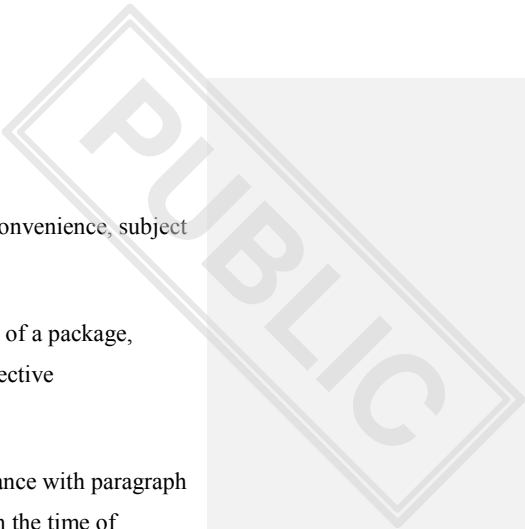 onvenience, subject
of a package,
ective
ance with paragraph
the time of
PUBLIC